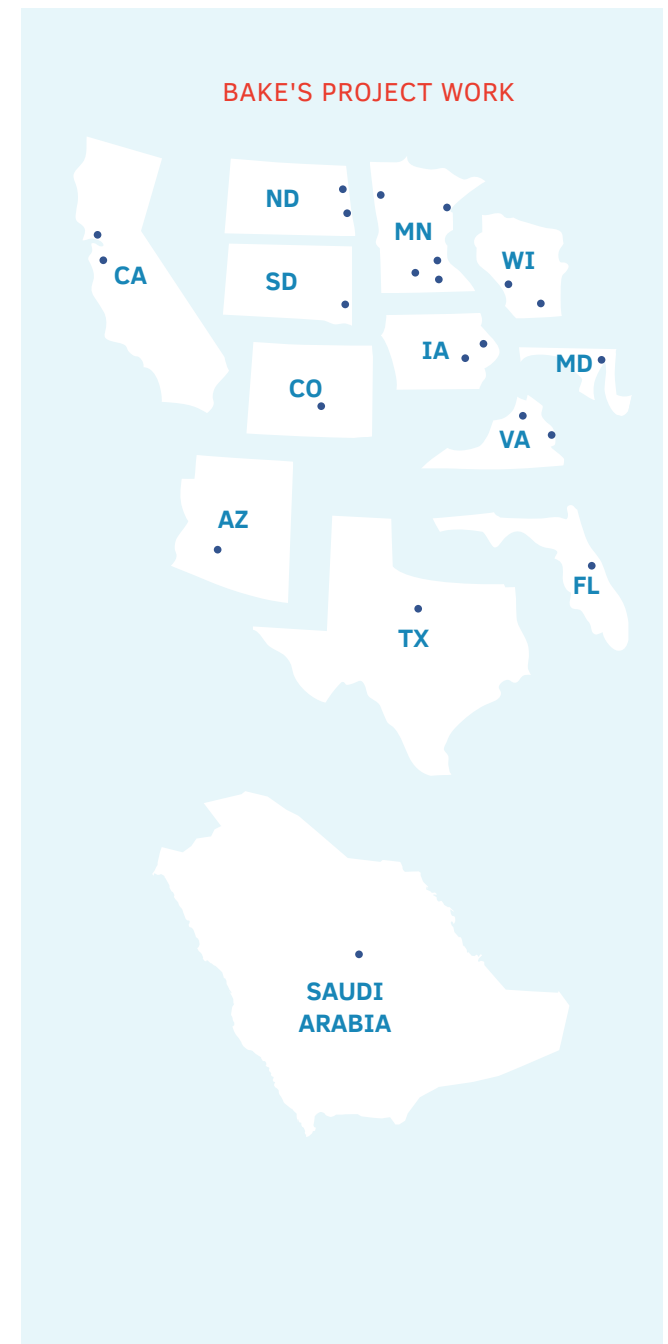 BAKE'S PROJECT WORK
ND
MN
WI
CA
SD
IA
MD
CO
VA
AZ
FL
TX
SAUDI
ARABIA